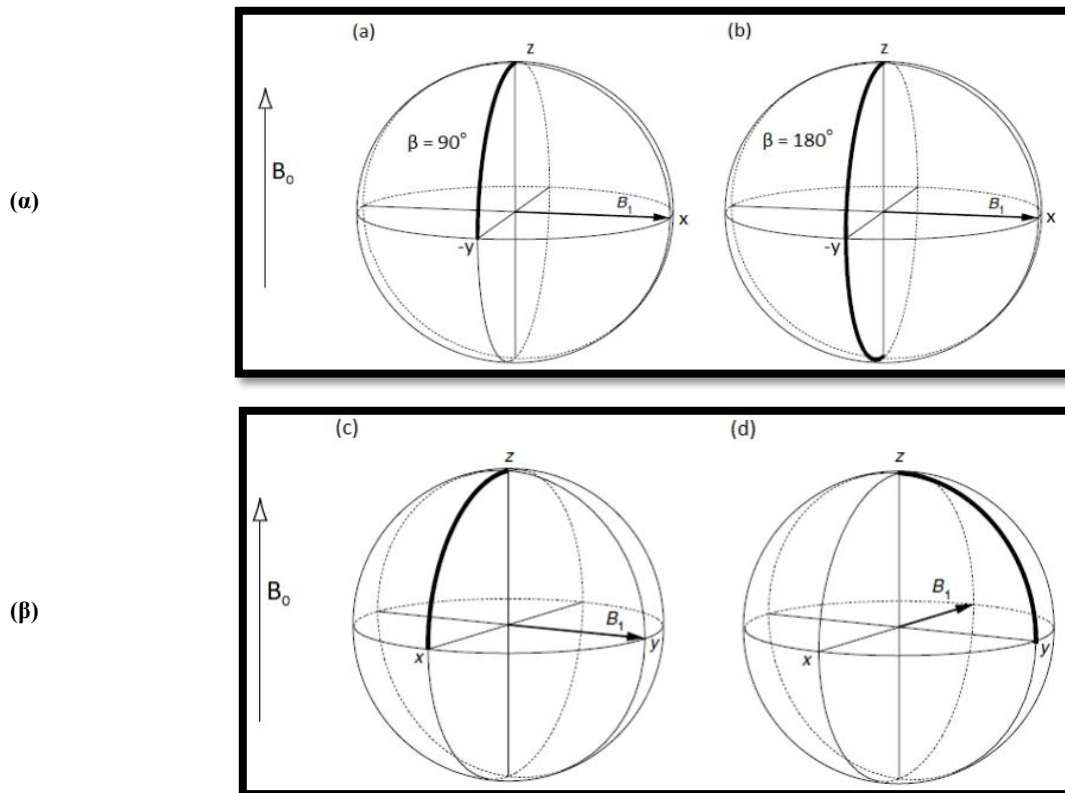 (α)
(a)
(b)
B₀
z
β = 90°
B₁
x
-y
z
β = 180°
B₁
x
-y
(β)
(c)
(d)
B₀
z
B₁
x
y
z
B₁
x
y